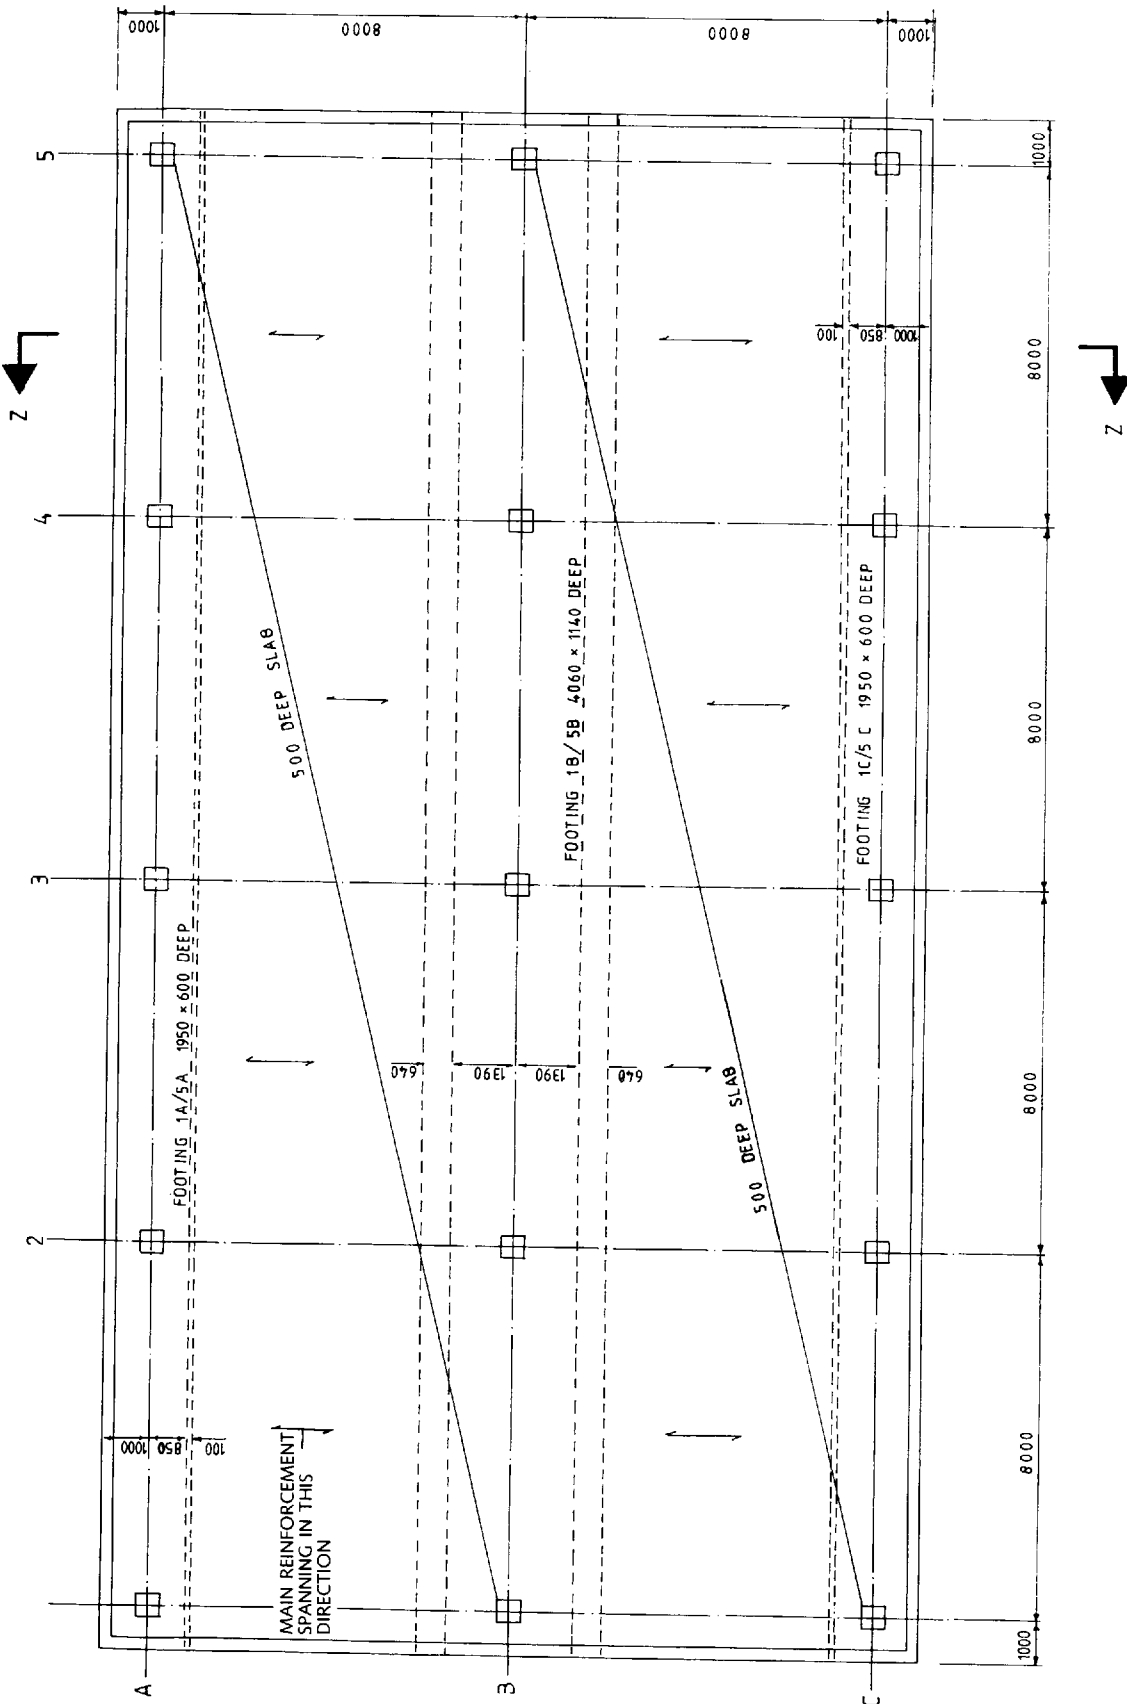 1000
8000
8000
1000
5
1000
Z
100
850
1000
8000
Z
4
500 DEEP SLAB
FOOTING 1B/5B 4060 × 1140 DEEP
FOOTING 1C/5C 1950 × 600 DEEP
8000
3
FOOTING 1A/5A 1950 × 600 DEEP
640
1390
1390
640
500 DEEP SLAB
8000
2
1000
850
100
MAIN REINFORCEMENT
SPANNING IN THIS
DIRECTION
8000
1000
A
C